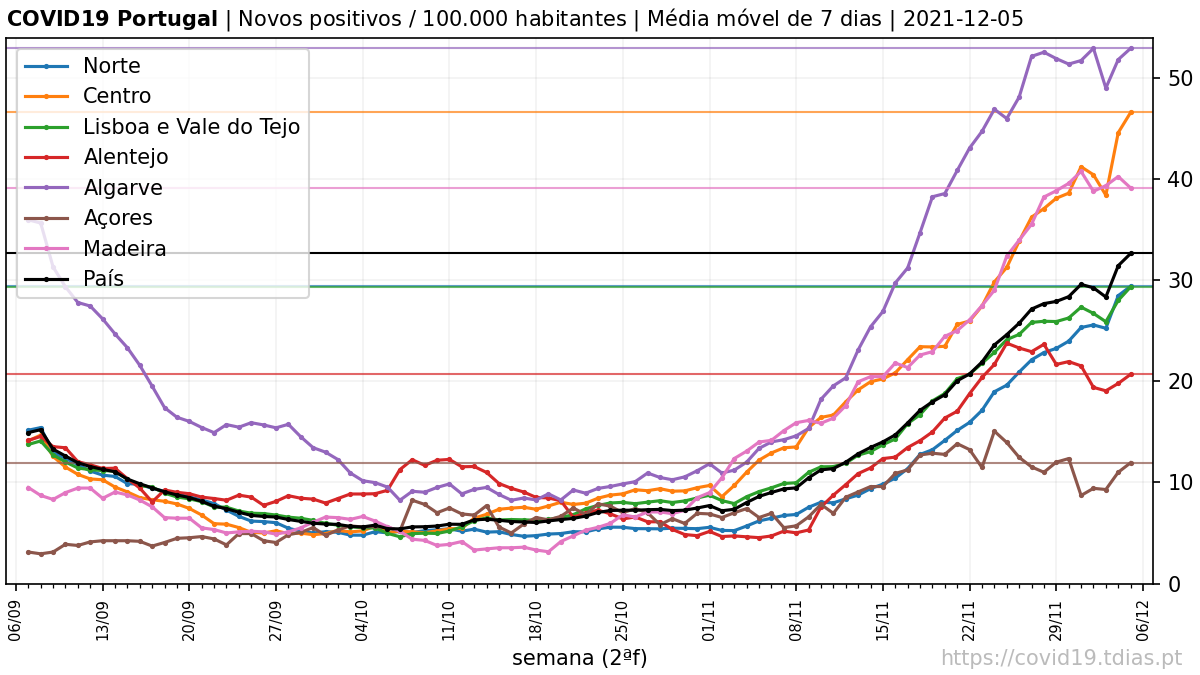 COVID19 Portugal | Novos positivos / 100.000 habitantes | Média móvel de 7 dias | 2021-12-05
Norte
Centro
Lisboa e Vale do Tejo
Alentejo
Algarve
Açores
Madeira
País
50
40
30
20
10
0
06/09
13/09
20/09
27/09
04/10
11/10
18/10
25/10
01/11
08/11
15/11
22/11
29/11
06/12
semana (2ªf)
https://covid19.tdias.pt